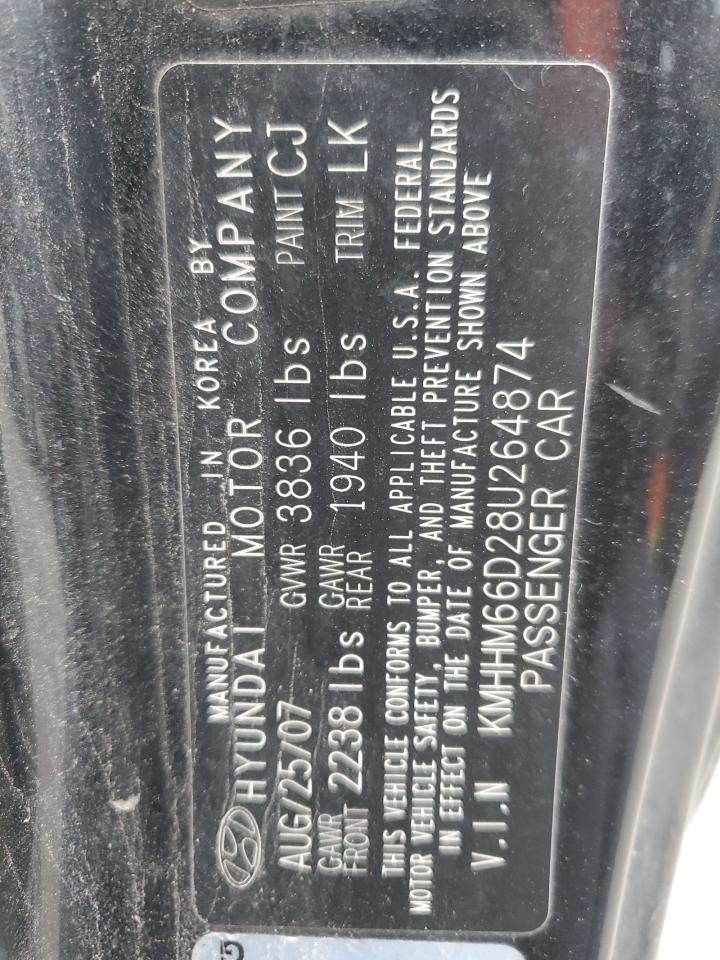 MANUFACTURED IN KOREA BY
HYUNDAI MOTOR COMPANY
AUG/25/07 GVWR 3836 lbs PAINT CJ
GAWR FRONT 2238 lbs GAWR REAR 1940 lbs TRIM LK
THIS VEHICLE CONFORMS TO ALL APPLICABLE U.S.A. FEDERAL
MOTOR VEHICLE SAFETY, BUMPER, AND THEFT PREVENTION STANDARDS
IN EFFECT ON THE DATE OF MANUFACTURE SHOWN ABOVE
V.I.N KMHHM66D28U264874
PASSENGER CAR